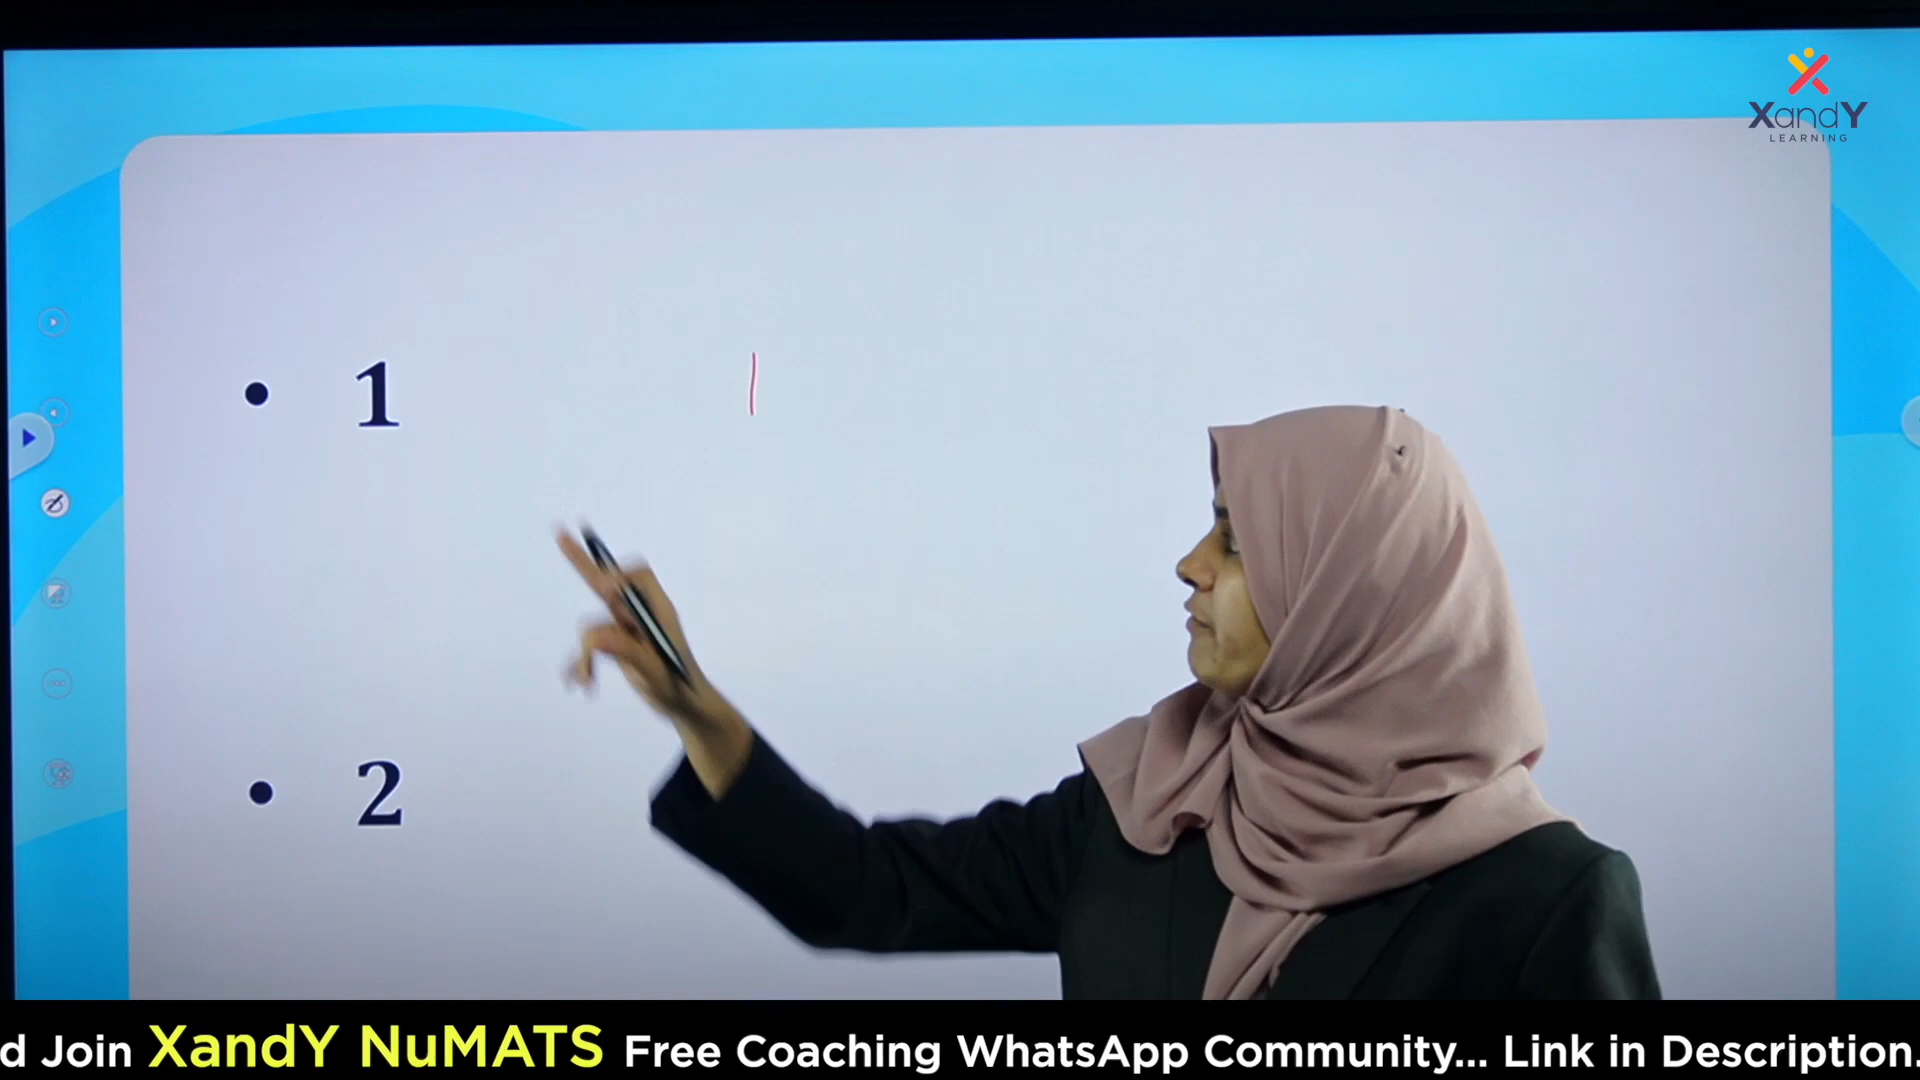 XandY
LEARNING
• 1 |
• 2
d Join XandY NuMATS Free Coaching WhatsApp Community... Link in Description.